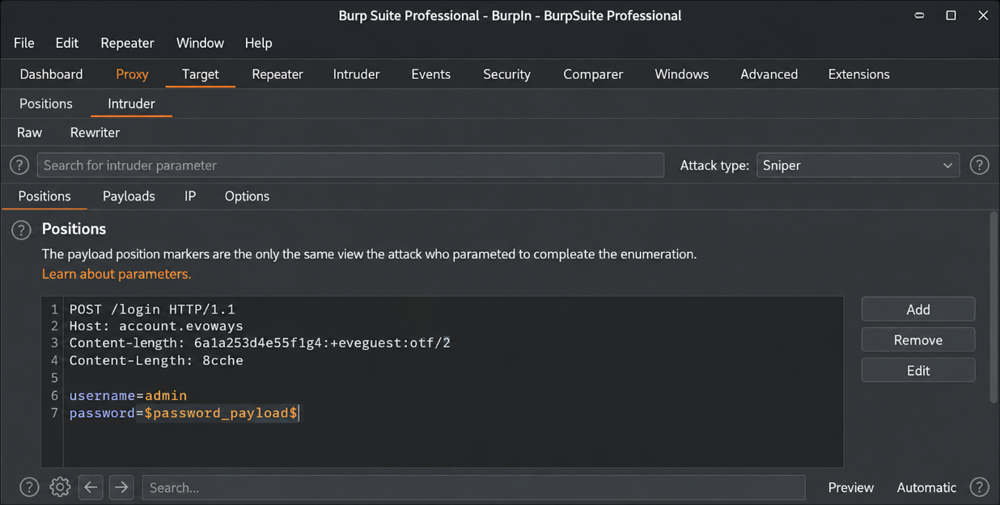 Burp Suite Professional - BurpIn - BurpSuite Professional
File Edit Repeater Window Help
Dashboard Proxy Target Repeater Intruder Events Security Comparer Windows Advanced Extensions
Positions Intruder
Raw Rewriter
? Search for intruder parameter Attack type: Sniper ?
Positions Payloads IP Options
? Positions
The payload position markers are the only the same view the attack who parameted to compleate the enumeration.
Learn about parameters.
1 POST /login HTTP/1.1 Add
2 Host: account.evoways
3 Content-length: 6a1a253d4e55f1g4:+eveguest:otf/2 Remove
4 Content-Length: 8cche
5 Edit
6 username=admin
7 password=$password_payload$
? Search... Preview Automatic ?